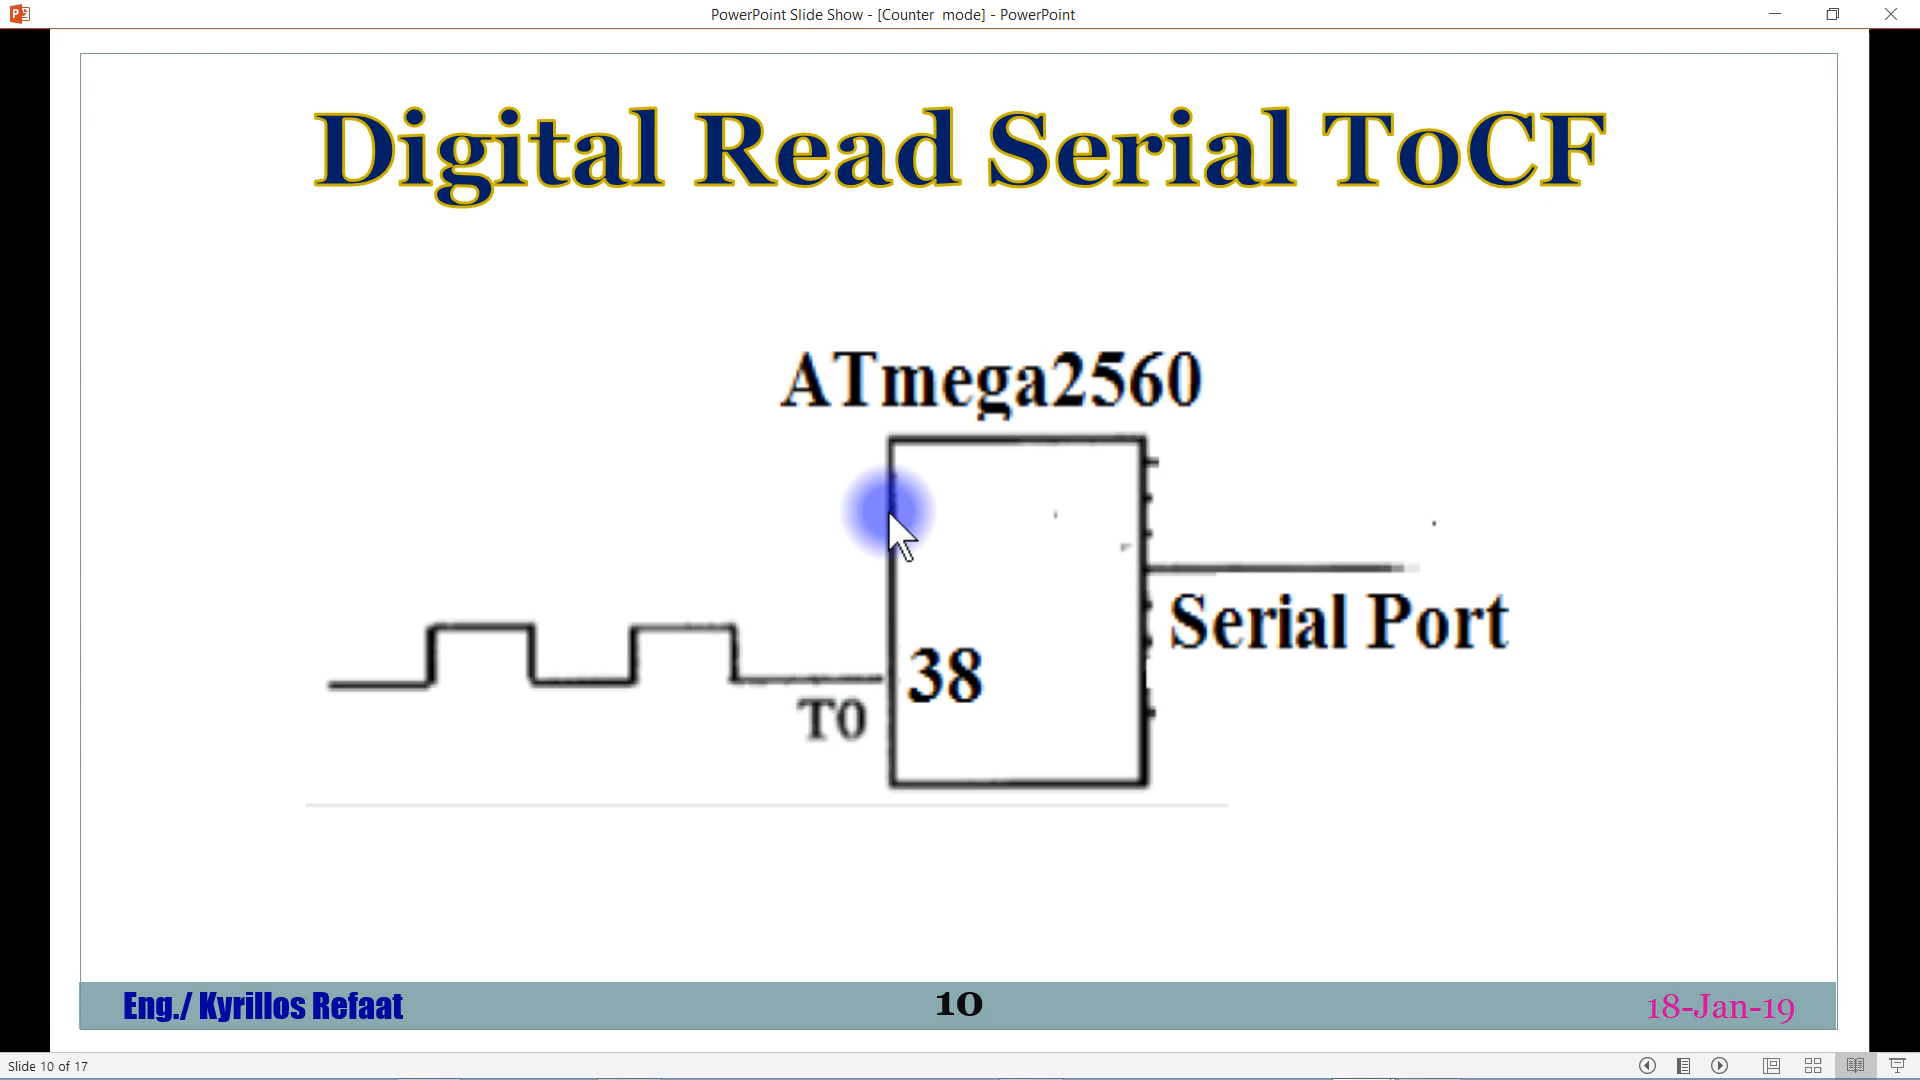 PowerPoint Slide Show - [Counter  mode] - PowerPoint
Digital Read Serial T0CF
ATmega2560
Serial Port
38
T0
Eng./ Kyrillos Refaat
10
18-Jan-19
Slide 10 of 17